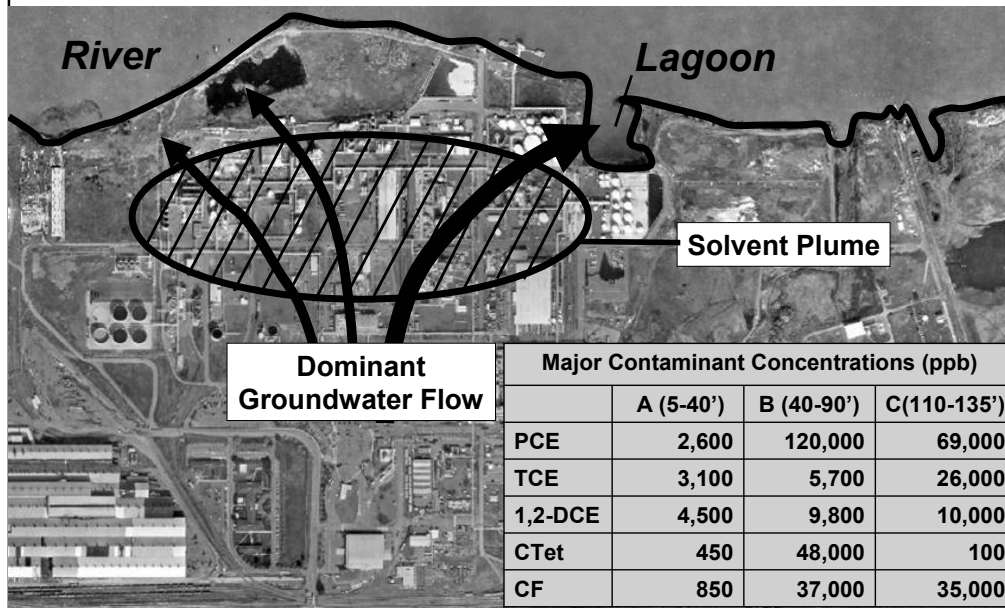 River
Lagoon
Solvent Plume
Dominant
Groundwater Flow
Major Contaminant Concentrations (ppb)
A (5-40’) B (40-90’) C(110-135’)
PCE 2,600 120,000 69,000
TCE 3,100 5,700 26,000
1,2-DCE 4,500 9,800 10,000
CTet 450 48,000 100
CF 850 37,000 35,000